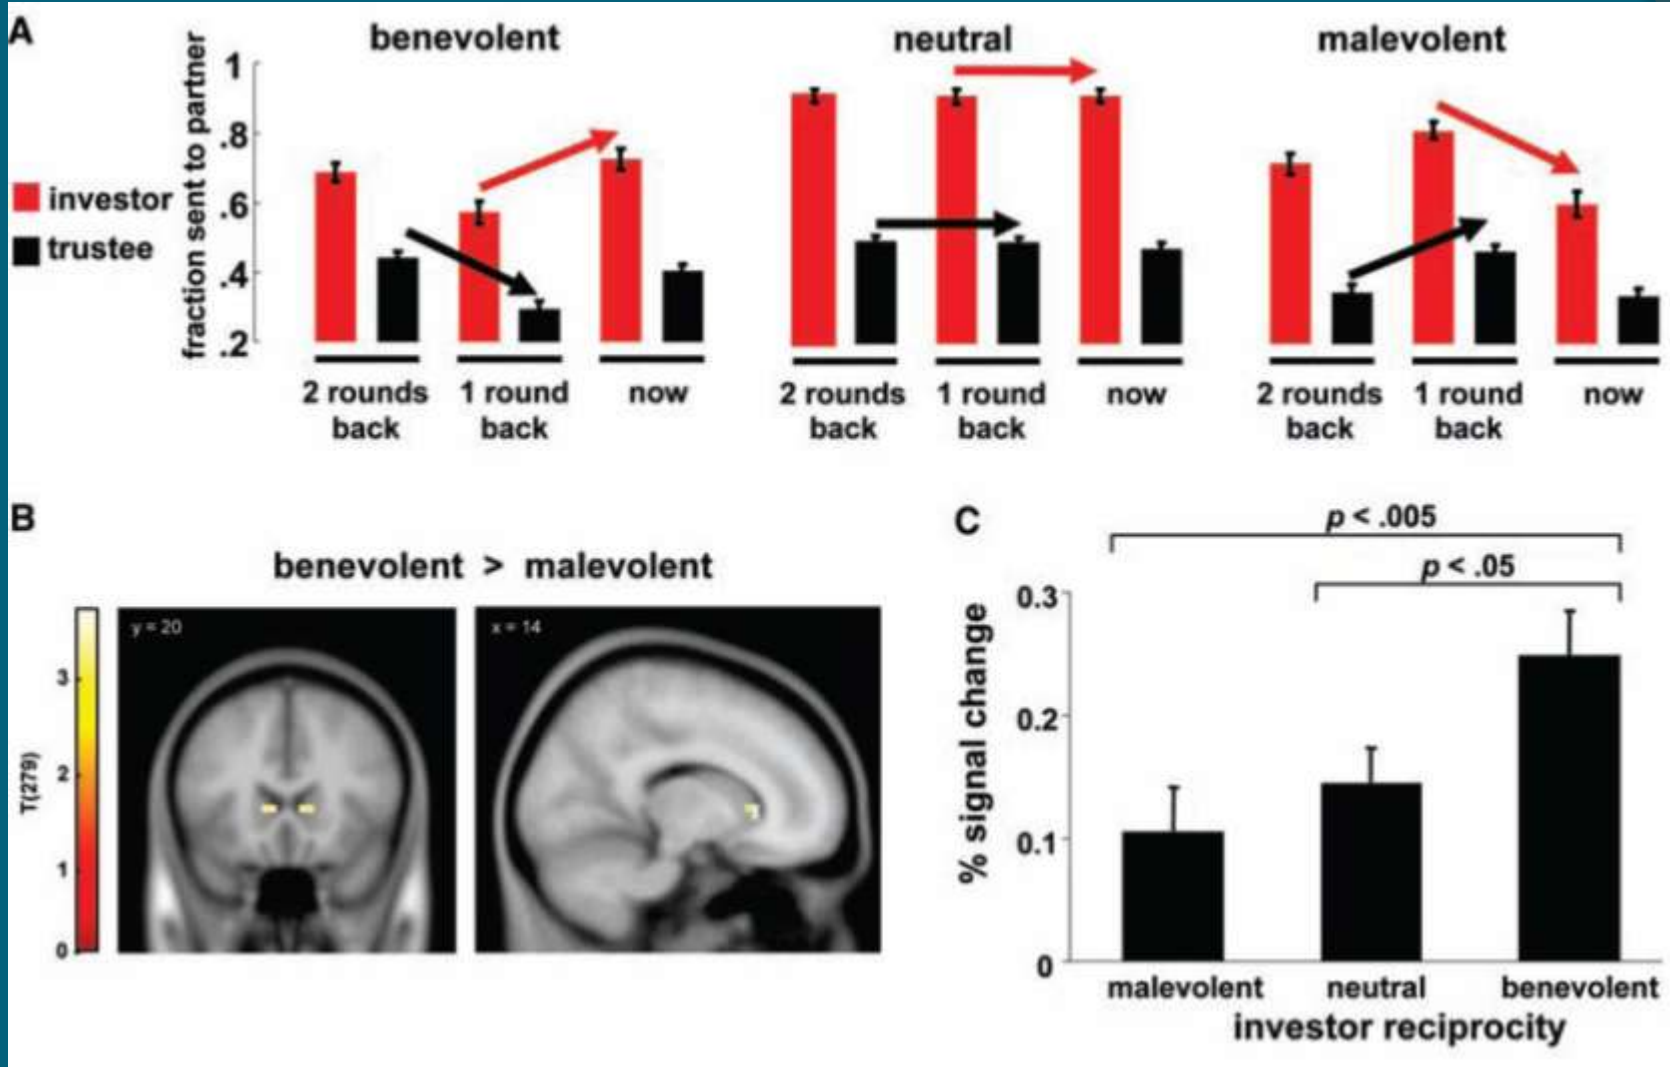 A
benevolent
neutral
malevolent
fraction sent to partner
1
.8
.6
.4
.2
investor
trustee
2 rounds back
1 round back
now
2 rounds back
1 round back
now
2 rounds back
1 round back
now
B
benevolent > malevolent
T(279)
3
2
1
0
y = 20
x = 14
C
p < .005
p < .05
% signal change
0.3
0.2
0.1
0
malevolent
neutral
benevolent
investor reciprocity